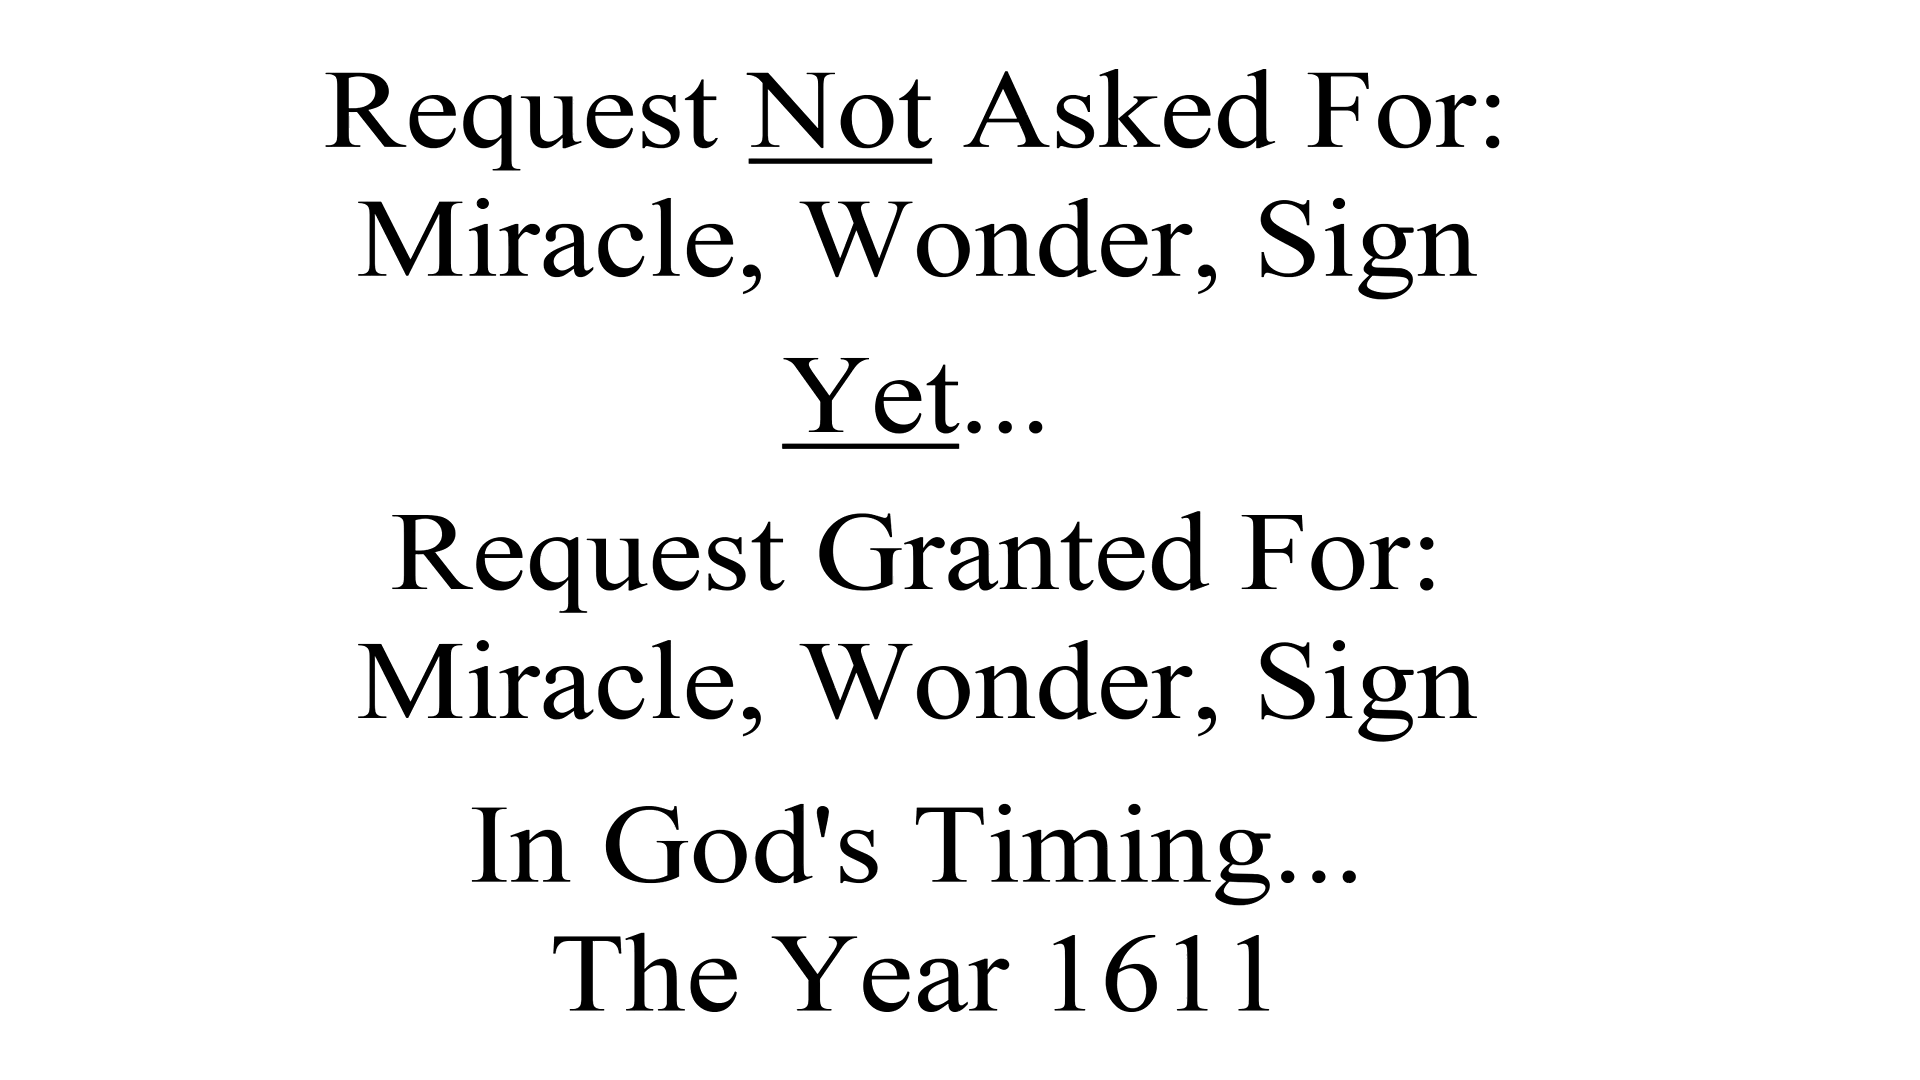 Request Not Asked For:
Miracle, Wonder, Sign
Yet...
Request Granted For:
Miracle, Wonder, Sign
In God's Timing...
The Year 1611